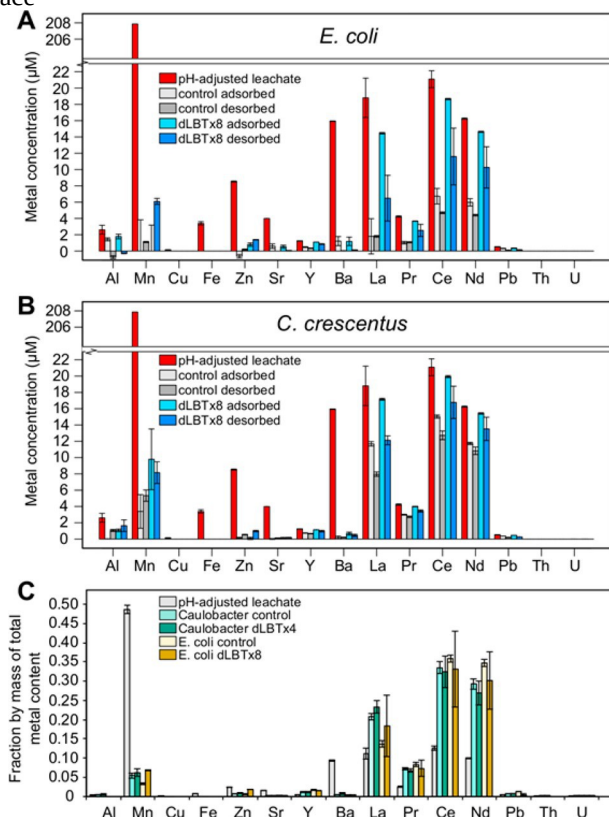 A
E. coli
208
206
22
20
18
16
14
12
10
8
6
4
2
0
Metal concentration (µM)
pH-adjusted leachate
control adsorbed
control desorbed
dLBTx8 adsorbed
dLBTx8 desorbed
Al Mn Cu Fe Zn Sr Y Ba La Pr Ce Nd Pb Th U
B
C. crescentus
208
206
22
20
18
16
14
12
10
8
6
4
2
0
Metal concentration (µM)
pH-adjusted leachate
control adsorbed
control desorbed
dLBTx8 adsorbed
dLBTx8 desorbed
Al Mn Cu Fe Zn Sr Y Ba La Pr Ce Nd Pb Th U
C
0.50
0.45
0.40
0.35
0.30
0.25
0.20
0.15
0.10
0.05
0
Fraction by mass of total
metal content
pH-adjusted leachate
Caulobacter control
Caulobacter dLBTx4
E. coli control
E. coli dLBTx8
Al Mn Cu Fe Zn Sr Y Ba La Pr Ce Nd Pb Th U